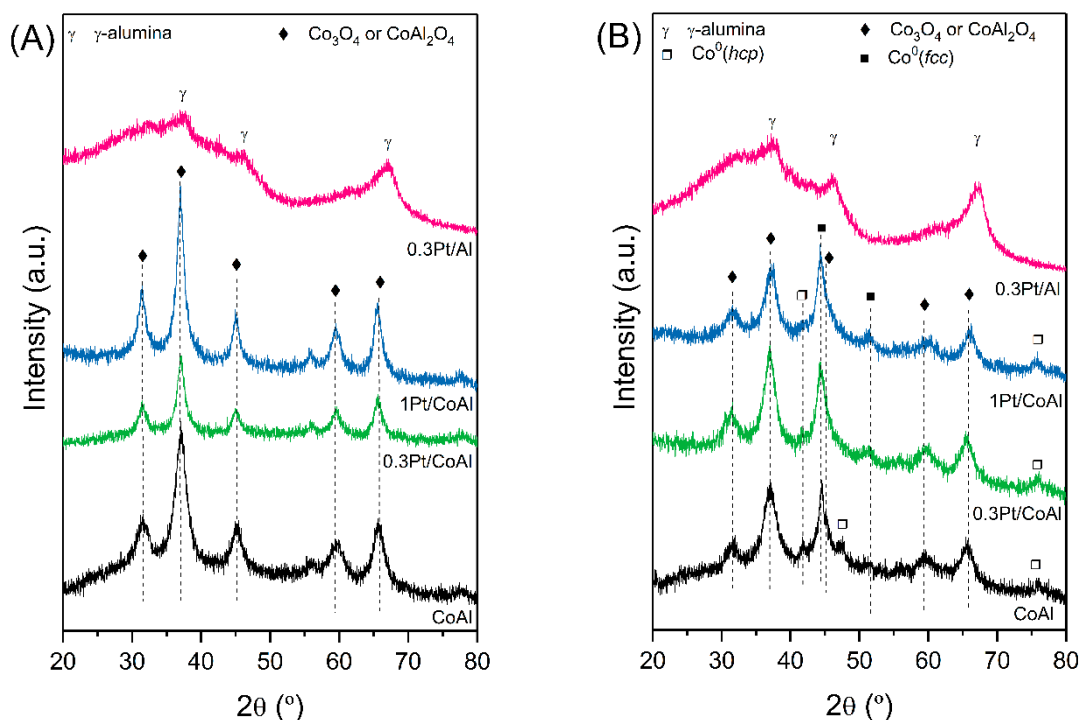 (A)
γ γ-alumina ◆ Co₃O₄ or CoAl₂O₄
γ
γ
γ
0.3Pt/Al
1Pt/CoAl
0.3Pt/CoAl
CoAl
Intensity (a.u.)
20 30 40 50 60 70 80
2θ (º)
(B)
γ γ-alumina ◆ Co₃O₄ or CoAl₂O₄
❒ Co⁰(hcp) ■ Co⁰(fcc)
γ
γ
γ
0.3Pt/Al
1Pt/CoAl
0.3Pt/CoAl
CoAl
Intensity (a.u.)
20 30 40 50 60 70 80
2θ (º)